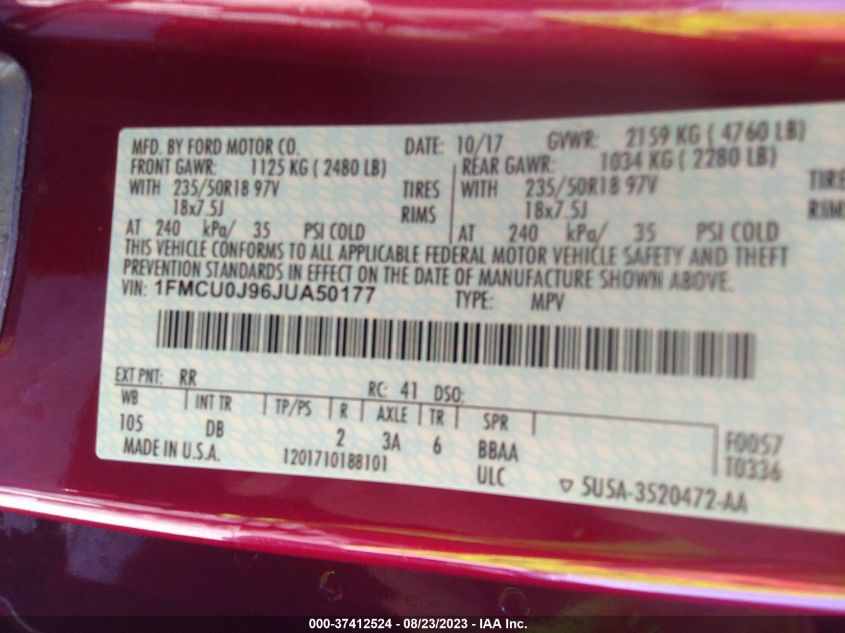 MFD. BY FORD MOTOR CO. DATE: 10/17 GVWR: 2159 KG ( 4760 LB)
FRONT GAWR: 1125 KG ( 2480 LB) REAR GAWR: 1034 KG ( 2280 LB)
WITH 235/50R18 97V TIRES WITH 235/50R18 97V TIRE
18x7.5J RIMS 18x7.5J RIM
AT 240 kPa/ 35 PSI COLD AT 240 kPa/ 35 PSI COLD
THIS VEHICLE CONFORMS TO ALL APPLICABLE FEDERAL MOTOR VEHICLE SAFETY AND THEFT
PREVENTION STANDARDS IN EFFECT ON THE DATE OF MANUFACTURE SHOWN ABOVE.
VIN: 1FMCU0J96JUA50177 TYPE: MPV
EXT PNT: RR RC: 41 DSO:
WB INT TR TP/PS R AXLE TR SPR
105 DB 2 3A 6 BBAA F0057
MADE IN U.S.A. 1201710188101 ULC T0336
▽ 5U5A-3520472-AA
000-37412524 - 08/23/2023 - IAA Inc.